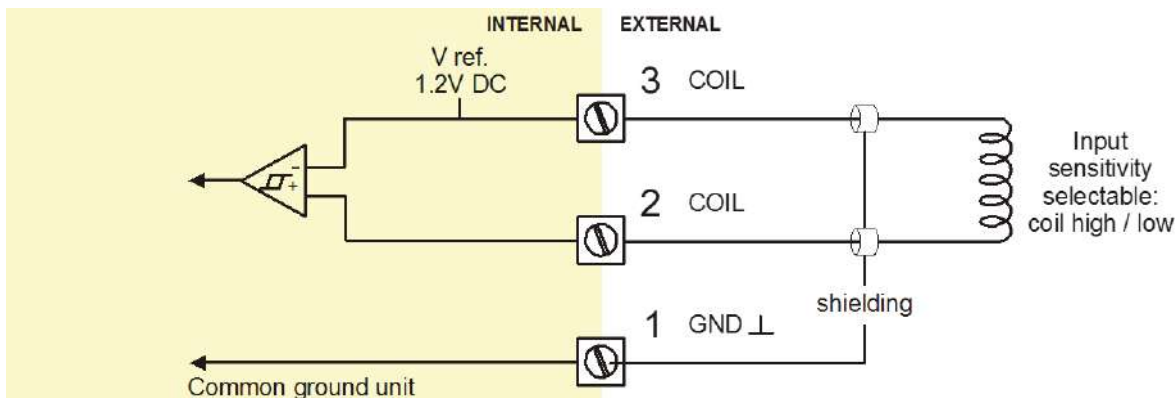 INTERNAL EXTERNAL
V ref.
1.2V DC
3 COIL
- 
+
2 COIL
Input
sensitivity
selectable:
coil high / low
shielding
1 GND ⊥
Common ground unit